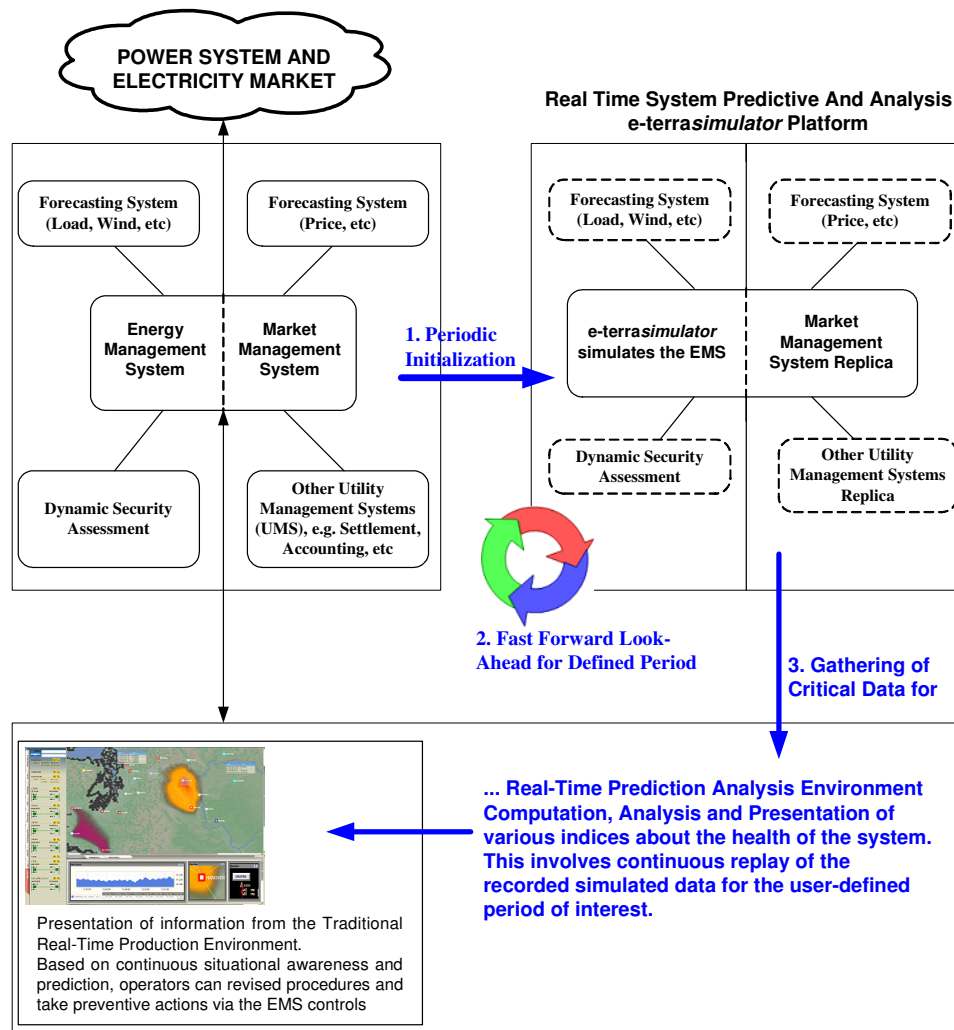 POWER SYSTEM AND
ELECTRICITY MARKET
Real Time System Predictive And Analysis
e-terrasimulator Platform
Forecasting System
(Load, Wind, etc)
Forecasting System
(Price, etc)
Energy
Management
System
Market
Management
System
Dynamic Security
Assessment
Other Utility
Management Systems
(UMS), e.g. Settlement,
Accounting, etc
1. Periodic
Initialization
Forecasting System
(Load, Wind, etc)
Forecasting System
(Price, etc)
e-terrasimulator
simulates the EMS
Market
Management
System Replica
Dynamic Security
Assessment
Other Utility
Management Systems
Replica
2. Fast Forward Look-
Ahead for Defined Period
3. Gathering of
Critical Data for
... Real-Time Prediction Analysis Environment
Computation, Analysis and Presentation of
various indices about the health of the system.
This involves continuous replay of the
recorded simulated data for the user-defined
period of interest.
Presentation of information from the Traditional
Real-Time Production Environment.
Based on continuous situational awareness and
prediction, operators can revised procedures and
take preventive actions via the EMS controls